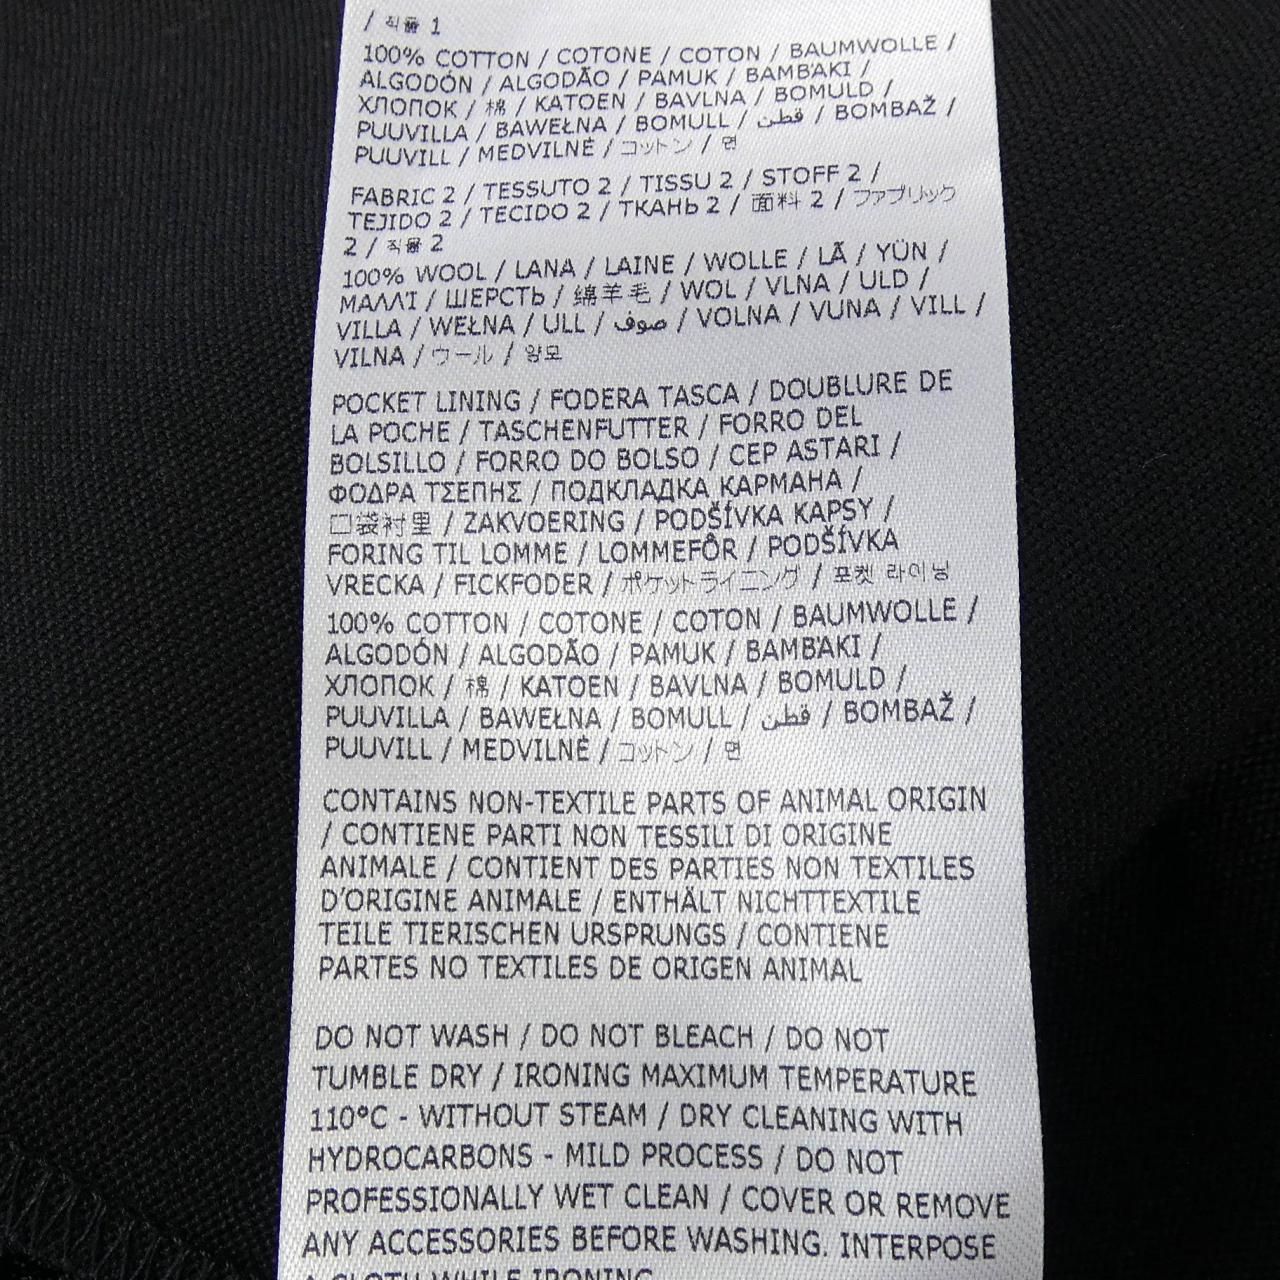 / 직물 1
100% COTTON / COTONE / COTON / BAUMWOLLE /
ALGODÓN / ALGODÃO / PAMUK / BAMBAKI /
ХЛОПОК / 棉 / KATOEN / BAVLNA / BOMULD /
PUUVILLA / BAWEŁNA / BOMULL / قطن / BOMBAŽ /
PUUVILL / MEDVILNĖ / コットン / 면
FABRIC 2 / TESSUTO 2 / TISSU 2 / STOFF 2 /
TEJIDO 2 / TECIDO 2 / ТКАНЬ 2 / 面料 2 / ファブリック
2 / 직물 2
100% WOOL / LANA / LAINE / WOLLE / LÃ / YÜN /
ΜΑΛΛΊ / ШЕРСТЬ / 绵羊毛 / WOL / VLNA / ULD /
VILLA / WEŁNA / ULL / صوف / VOLNA / VUNA / VILL /
VILNA / ウール / 양모
POCKET LINING / FODERA TASCA / DOUBLURE DE
LA POCHE / TASCHENFUTTER / FORRO DEL
BOLSILLO / FORRO DO BOLSO / CEP ASTARI /
ΦΟΔΡΑ ΤΣΕΠΗΣ / ПОДКЛАДКА КАРМАНА /
口袋衬里 / ZAKVOERING / PODŠÍVKA KAPSY /
FORING TIL LOMME / LOMMEFÔR / PODŠÍVKA
VRECKA / FICKFODER / ポケットライニング / 포켓 라이닝
100% COTTON / COTONE / COTON / BAUMWOLLE /
ALGODÓN / ALGODÃO / PAMUK / BAMBAKI /
ХЛОПОК / 棉 / KATOEN / BAVLNA / BOMULD /
PUUVILLA / BAWEŁNA / BOMULL / قطن / BOMBAŽ /
PUUVILL / MEDVILNĖ / コットン / 면
CONTAINS NON-TEXTILE PARTS OF ANIMAL ORIGIN
/ CONTIENE PARTI NON TESSILI DI ORIGINE
ANIMALE / CONTIENT DES PARTIES NON TEXTILES
D'ORIGINE ANIMALE / ENTHÄLT NICHTTEXTILE
TEILE TIERISCHEN URSPRUNGS / CONTIENE
PARTES NO TEXTILES DE ORIGEN ANIMAL
DO NOT WASH / DO NOT BLEACH / DO NOT
TUMBLE DRY / IRONING MAXIMUM TEMPERATURE
110°C - WITHOUT STEAM / DRY CLEANING WITH
HYDROCARBONS - MILD PROCESS / DO NOT
PROFESSIONALLY WET CLEAN / COVER OR REMOVE
ANY ACCESSORIES BEFORE WASHING. INTERPOSE
A CLOTH WHILE IRONING